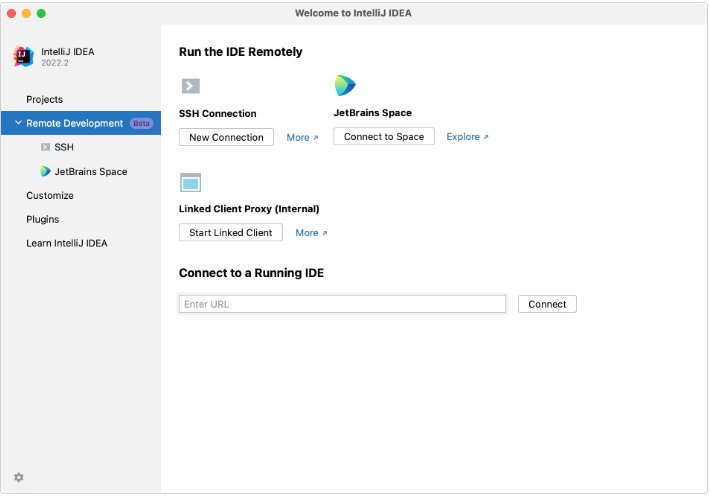 Welcome to IntelliJ IDEA
IJ
IntelliJ IDEA
2022.2
Projects
Remote Development Beta
SSH
JetBrains Space
Customize
Plugins
Learn IntelliJ IDEA
Run the IDE Remotely
SSH Connection
New Connection More ↗
JetBrains Space
Connect to Space Explore ↗
Linked Client Proxy (Internal)
Start Linked Client More ↗
Connect to a Running IDE
Enter URL Connect